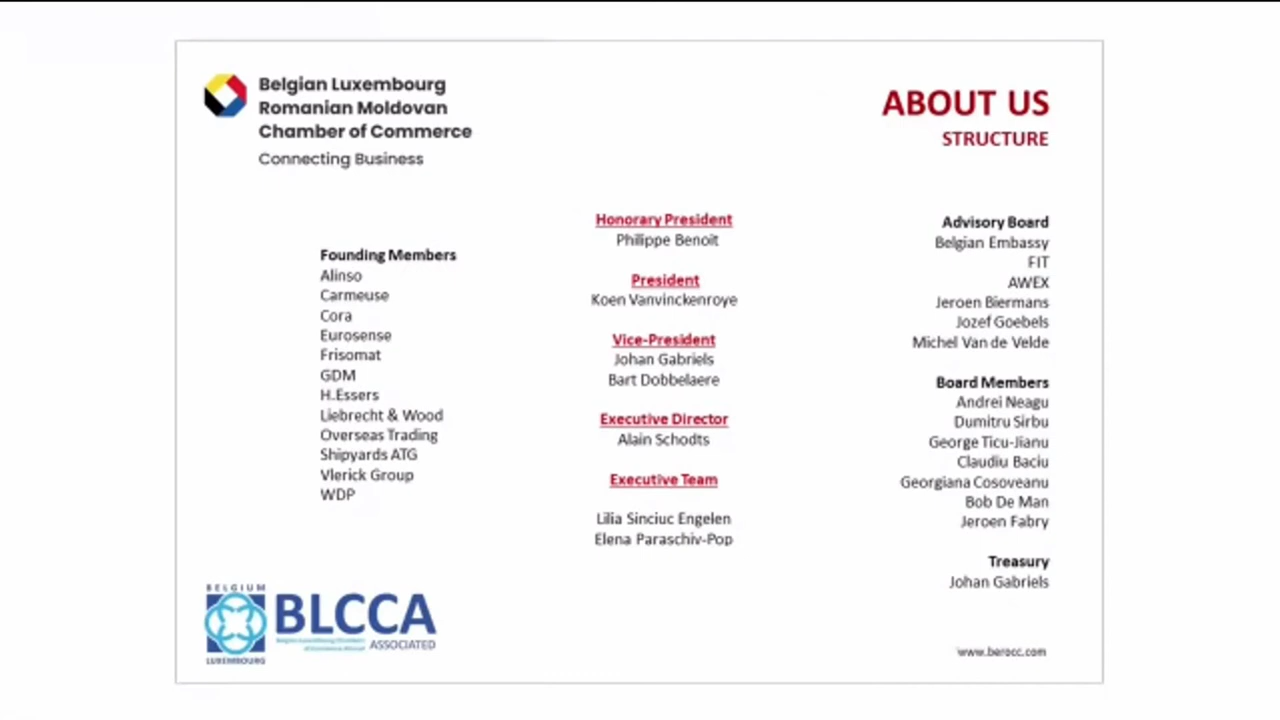 Belgian Luxembourg
Romanian Moldovan
Chamber of Commerce
Connecting Business
ABOUT US
STRUCTURE
Founding Members
Alinso
Carmeuse
Cora
Eurosense
Frisomat
GDM
H.Essers
Liebrecht & Wood
Overseas Trading
Shipyards ATG
Vlerick Group
WDP
Honorary President
Philippe Benoit
President
Koen Vanvinckenroye
Vice-President
Johan Gabriels
Bart Dobbelaere
Executive Director
Alain Schodts
Executive Team
Lilia Sinciuc Engelen
Elena Paraschiv-Pop
Advisory Board
Belgian Embassy
FIT
AWEX
Jeroen Biermans
Jozef Goebels
Michel Van de Velde
Board Members
Andrei Neagu
Dumitru Sirbu
George Ticu-Jianu
Claudiu Baciu
Georgiana Cosoveanu
Bob De Man
Jeroen Fabry
Treasury
Johan Gabriels
BELGIUM
BLCCA
ASSOCIATED
LUXEMBOURG
www.berocc.com